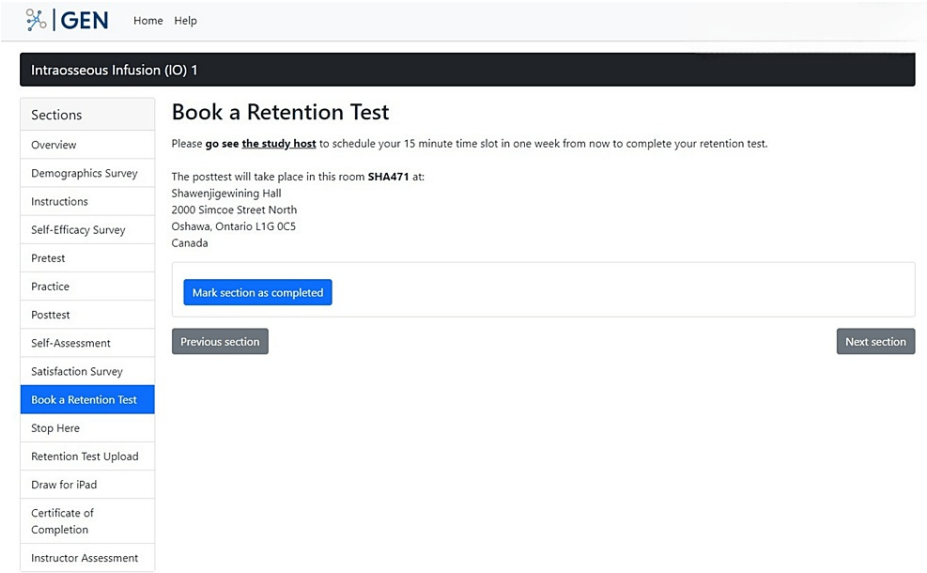 GEN
Home Help
Intraosseous Infusion (IO) 1
Sections
Overview
Demographics Survey
Instructions
Self-Efficacy Survey
Pretest
Practice
Posttest
Self-Assessment
Satisfaction Survey
Book a Retention Test
Stop Here
Retention Test Upload
Draw for iPad
Certificate of
Completion
Instructor Assessment
Book a Retention Test
Please go see the study host to schedule your 15 minute time slot in one week from now to complete your retention test.
The posttest will take place in this room SHA471 at:
Shawenjigewining Hall
2000 Simcoe Street North
Oshawa, Ontario L1G 0C5
Canada
Mark section as completed
Previous section
Next section